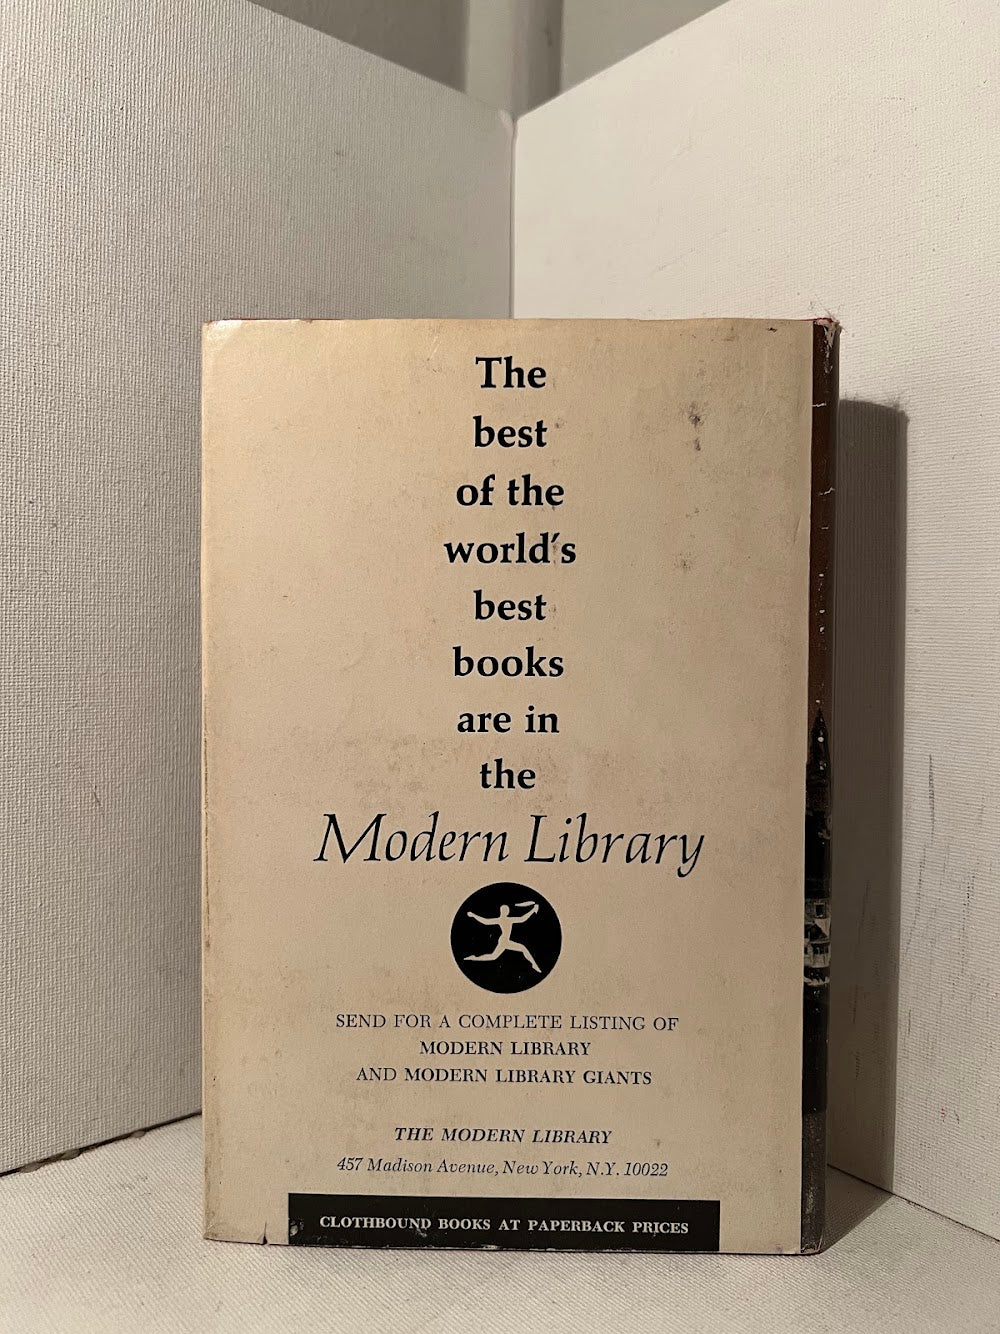 The
best
of the
world's
best
books
are in
the
Modern Library
SEND FOR A COMPLETE LISTING OF
MODERN LIBRARY
AND MODERN LIBRARY GIANTS
THE MODERN LIBRARY
457 Madison Avenue, New York, N.Y. 10022
CLOTHBOUND BOOKS AT PAPERBACK PRICES